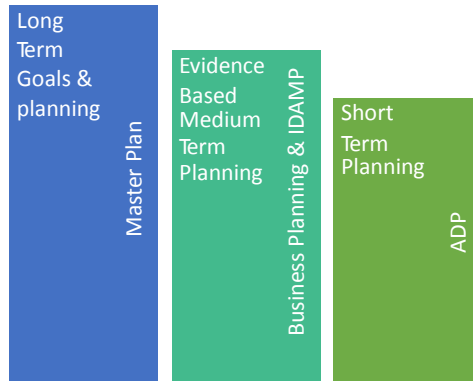 Long
Term
Goals &
planning
Master Plan
Evidence
Based
Medium
Term
Planning
Business Planning & IDAMP
Short
Term
Planning
ADP